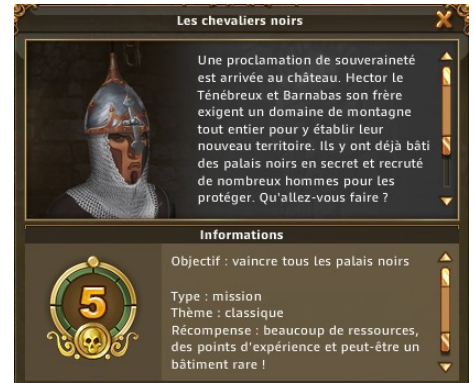 Les chevaliers noirs
Une proclamation de souveraineté
est arrivée au château. Hector le
Ténébreux et Barnabas son frère
exigent un domaine de montagne
tout entier pour y établir leur
nouveau territoire. Ils y ont déjà bâti
des palais noirs en secret et recruté
de nombreux hommes pour les
protéger. Qu'allez-vous faire ?
Informations
5
Objectif : vaincre tous les palais noirs
Type : mission
Thème : classique
Récompense : beaucoup de ressources,
des points d'expérience et peut-être un
bâtiment rare !